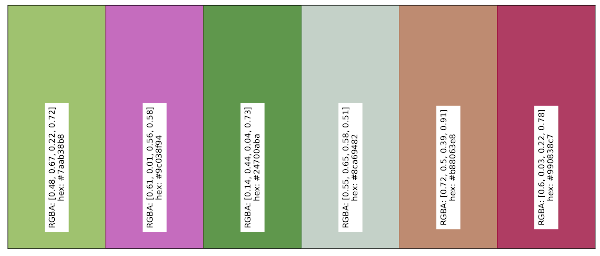 RGBA: [0.48, 0.67, 0.22, 0.72]
hex: #7aab38b8
RGBA: [0.61, 0.01, 0.56, 0.58]
hex: #9c038f94
RGBA: [0.14, 0.44, 0.04, 0.73]
hex: #24700aba
RGBA: [0.55, 0.65, 0.58, 0.51]
hex: #8ca69482
RGBA: [0.72, 0.5, 0.39, 0.91]
hex: #b88063e8
RGBA: [0.6, 0.03, 0.22, 0.78]
hex: #990838c7